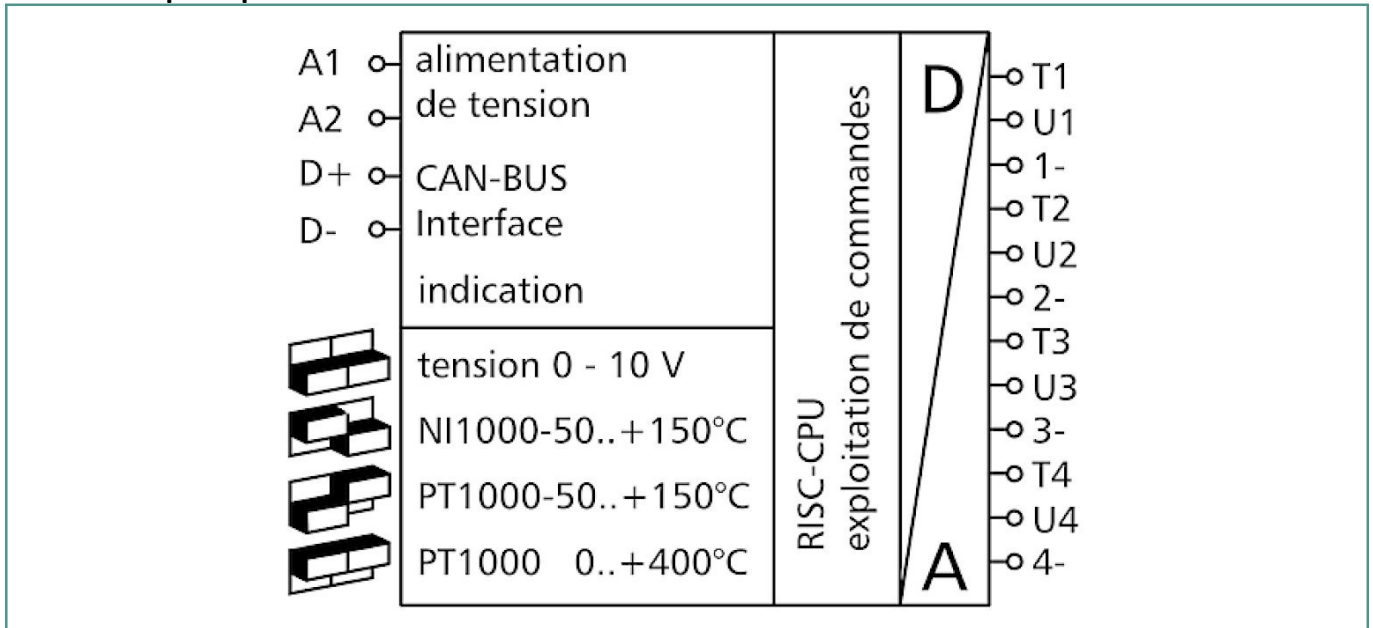 A1
A2
D+
D-
alimentation
de tension
CAN-BUS
Interface
indication
tension 0 - 10 V
NI1000-50..+150°C
PT1000-50..+150°C
PT1000 0..+400°C
RISC-CPU
exploitation de commandes
D
A
T1
U1
1-
T2
U2
2-
T3
U3
3-
T4
U4
4-